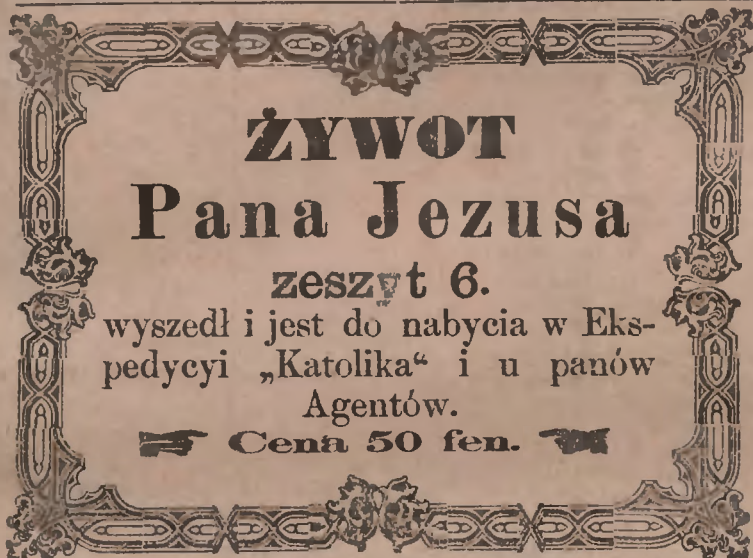 ŻYWOT
Pana Jezusa
zeszyt 6.
wyszedł i jest do nabycia w Eks-
pedycyi „Katolika“ i u panów
Agentów.
Cena 50 fen.